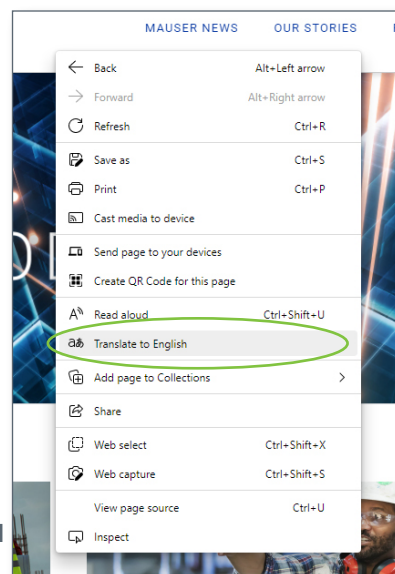 MAUSER NEWS OUR STORIES
Back Alt+Left arrow
Forward Alt+Right arrow
Refresh Ctrl+R
Save as Ctrl+S
Print Ctrl+P
Cast media to device
Send page to your devices
Create QR Code for this page
Read aloud Ctrl+Shift+U
Translate to English
Add page to Collections
Share
Web select Ctrl+Shift+X
Web capture Ctrl+Shift+S
View page source Ctrl+U
Inspect